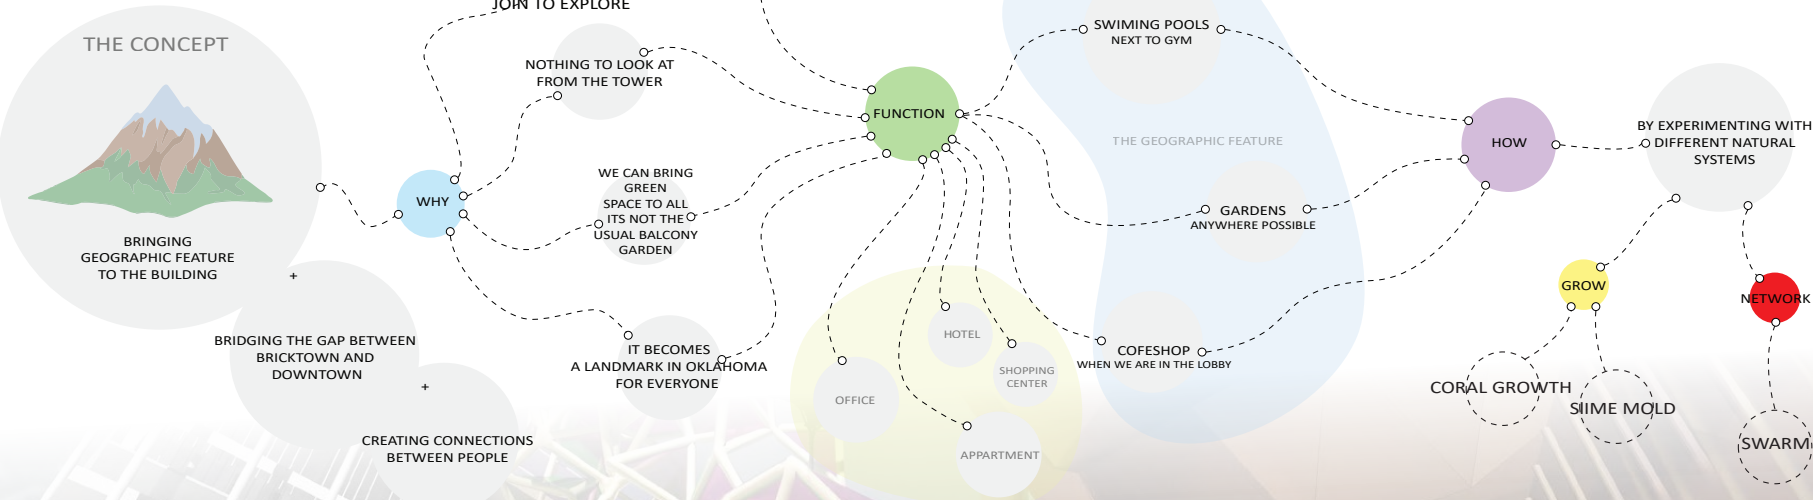 JOIN TO EXPLORE
THE CONCEPT
BRINGING
GEOGRAPHIC FEATURE
TO THE BUILDING
+
BRIDGING THE GAP BETWEEN
BRICKTOWN AND
DOWNTOWN
+
CREATING CONNECTIONS
BETWEEN PEOPLE
WHY
NOTHING TO LOOK AT
FROM THE TOWER
WE CAN BRING
GREEN
SPACE TO ALL
ITS NOT THE
USUAL BALCONY
GARDEN
IT BECOMES
A LANDMARK IN OKLAHOMA
FOR EVERYONE
FUNCTION
OFFICE
HOTEL
SHOPPING
CENTER
APPARTMENT
SWIMING POOLS
NEXT TO GYM
THE GEOGRAPHIC FEATURE
GARDENS
ANYWHERE POSSIBLE
COFESHOP
WHEN WE ARE IN THE LOBBY
HOW
BY EXPERIMENTING WITH
DIFFERENT NATURAL
SYSTEMS
GROW
NETWORK
CORAL GROWTH
SIIME MOLD
SWARM